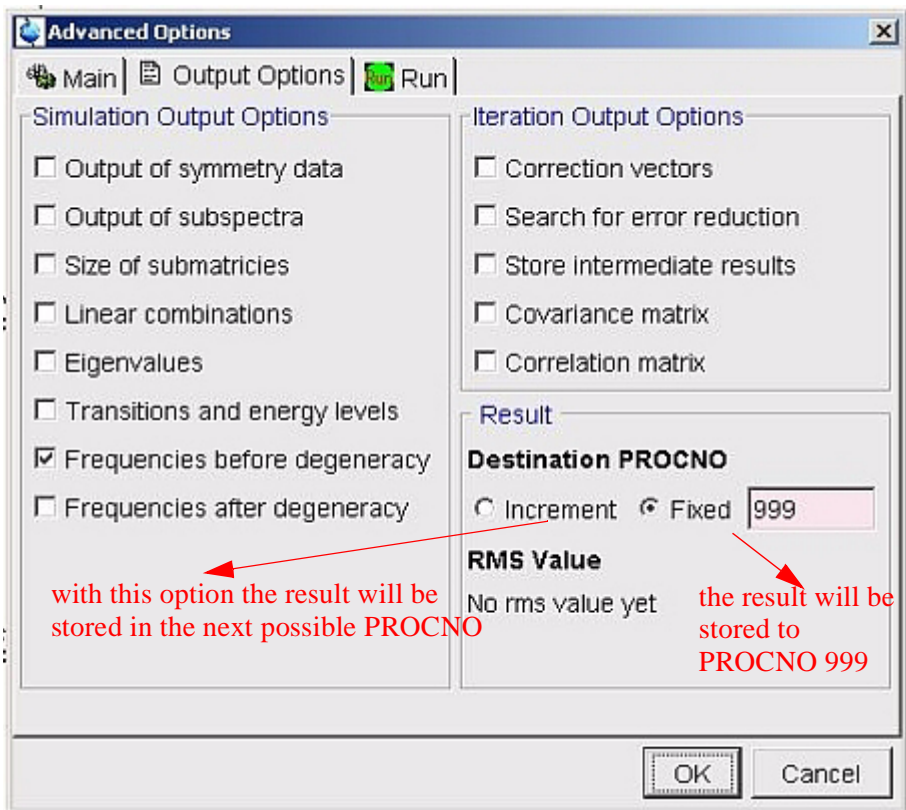 Advanced Options
Main
Output Options
Run
Run
Simulation Output Options
Output of symmetry data
Output of subspectra
Size of submatricies
Linear combinations
Eigenvalues
Transitions and energy levels
Frequencies before degeneracy
Frequencies after degeneracy
Iteration Output Options
Correction vectors
Search for error reduction
Store intermediate results
Covariance matrix
Correlation matrix
Result
Destination PROCNO
Increment Fixed 999
RMS Value
No rms value yet
with this option the result will be
stored in the next possible PROCNO
the result will be
stored to
PROCNO 999
OK
Cancel